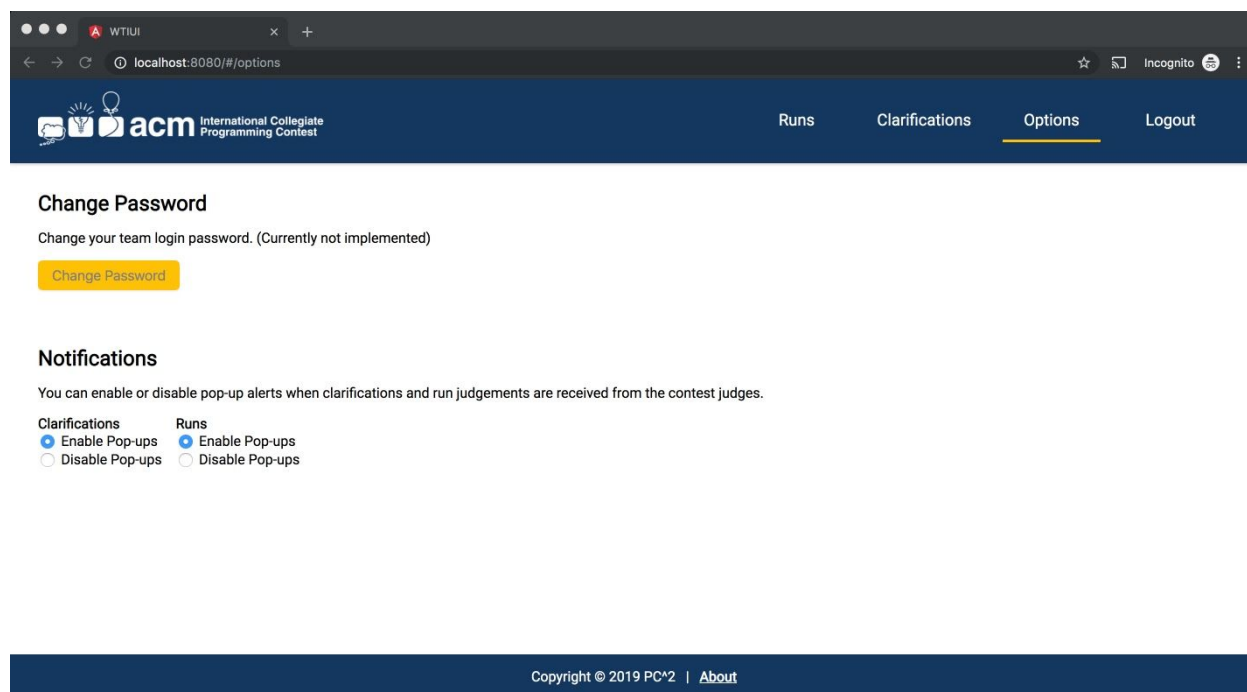 WTIUI
localhost:8080/#/options
Incognito
acm International Collegiate
Programming Contest
Runs Clarifications Options Logout
Change Password
Change your team login password. (Currently not implemented)
Change Password
Notifications
You can enable or disable pop-up alerts when clarifications and run judgements are received from the contest judges.
Clarifications Runs
Enable Pop-ups Enable Pop-ups
Disable Pop-ups Disable Pop-ups
Copyright © 2019 PC^2 | About